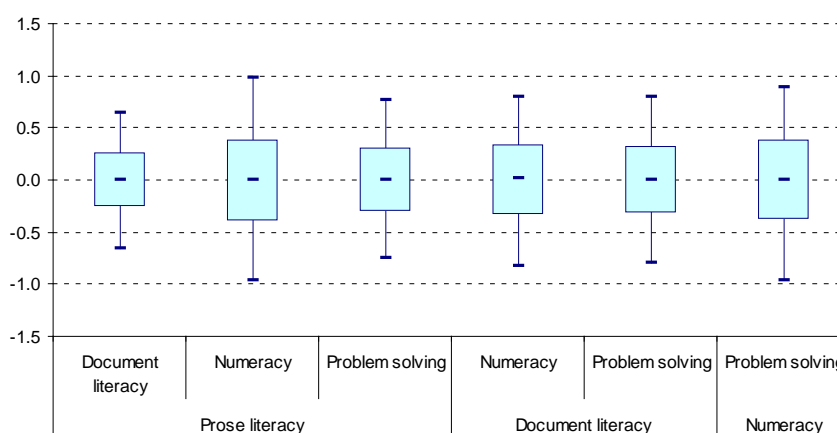 1.5
1.0
0.5
0.0
-0.5
-1.0
-1.5
Document
literacy
Numeracy
Problem solving
Numeracy
Problem solving
Problem solving
Prose literacy
Document literacy
Numeracy